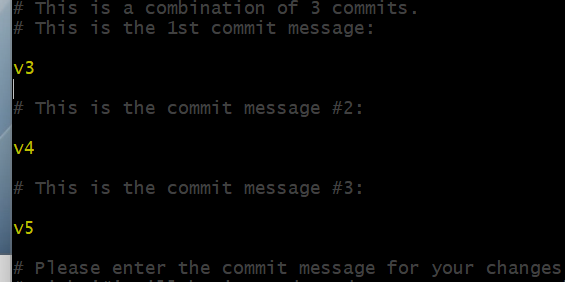 # This is a combination of 3 commits.
# This is the 1st commit message:
v3
# This is the commit message #2:
v4
# This is the commit message #3:
v5
# Please enter the commit message for your changes